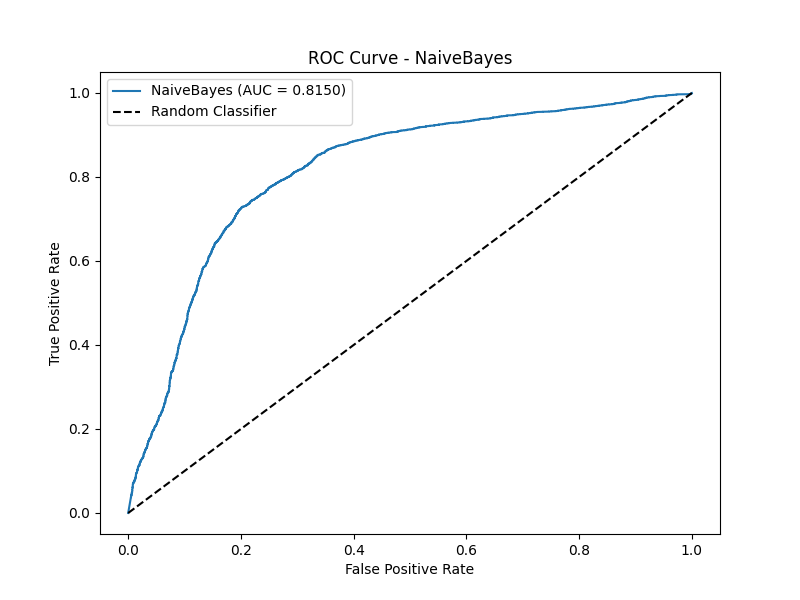 ROC Curve - NaiveBayes
NaiveBayes (AUC = 0.8150)
Random Classifier
1.0
0.8
0.6
0.4
0.2
0.0
True Positive Rate
0.0 0.2 0.4 0.6 0.8 1.0
False Positive Rate